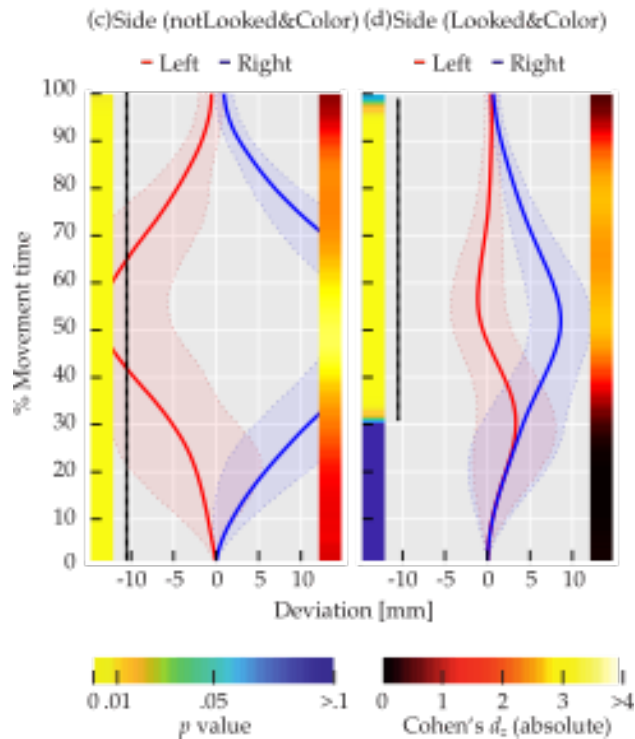 (c)Side (notLooked&Color) (d)Side (Looked&Color)
Left Right Left Right
100
90
80
70
60
50
40
30
20
10
0
% Movement time
-10 -5 0 5 10 -10 -5 0 5 10
Deviation [mm]
0 .01 .05 >.1 0 1 2 3 >4
p value Cohen's dz (absolute)